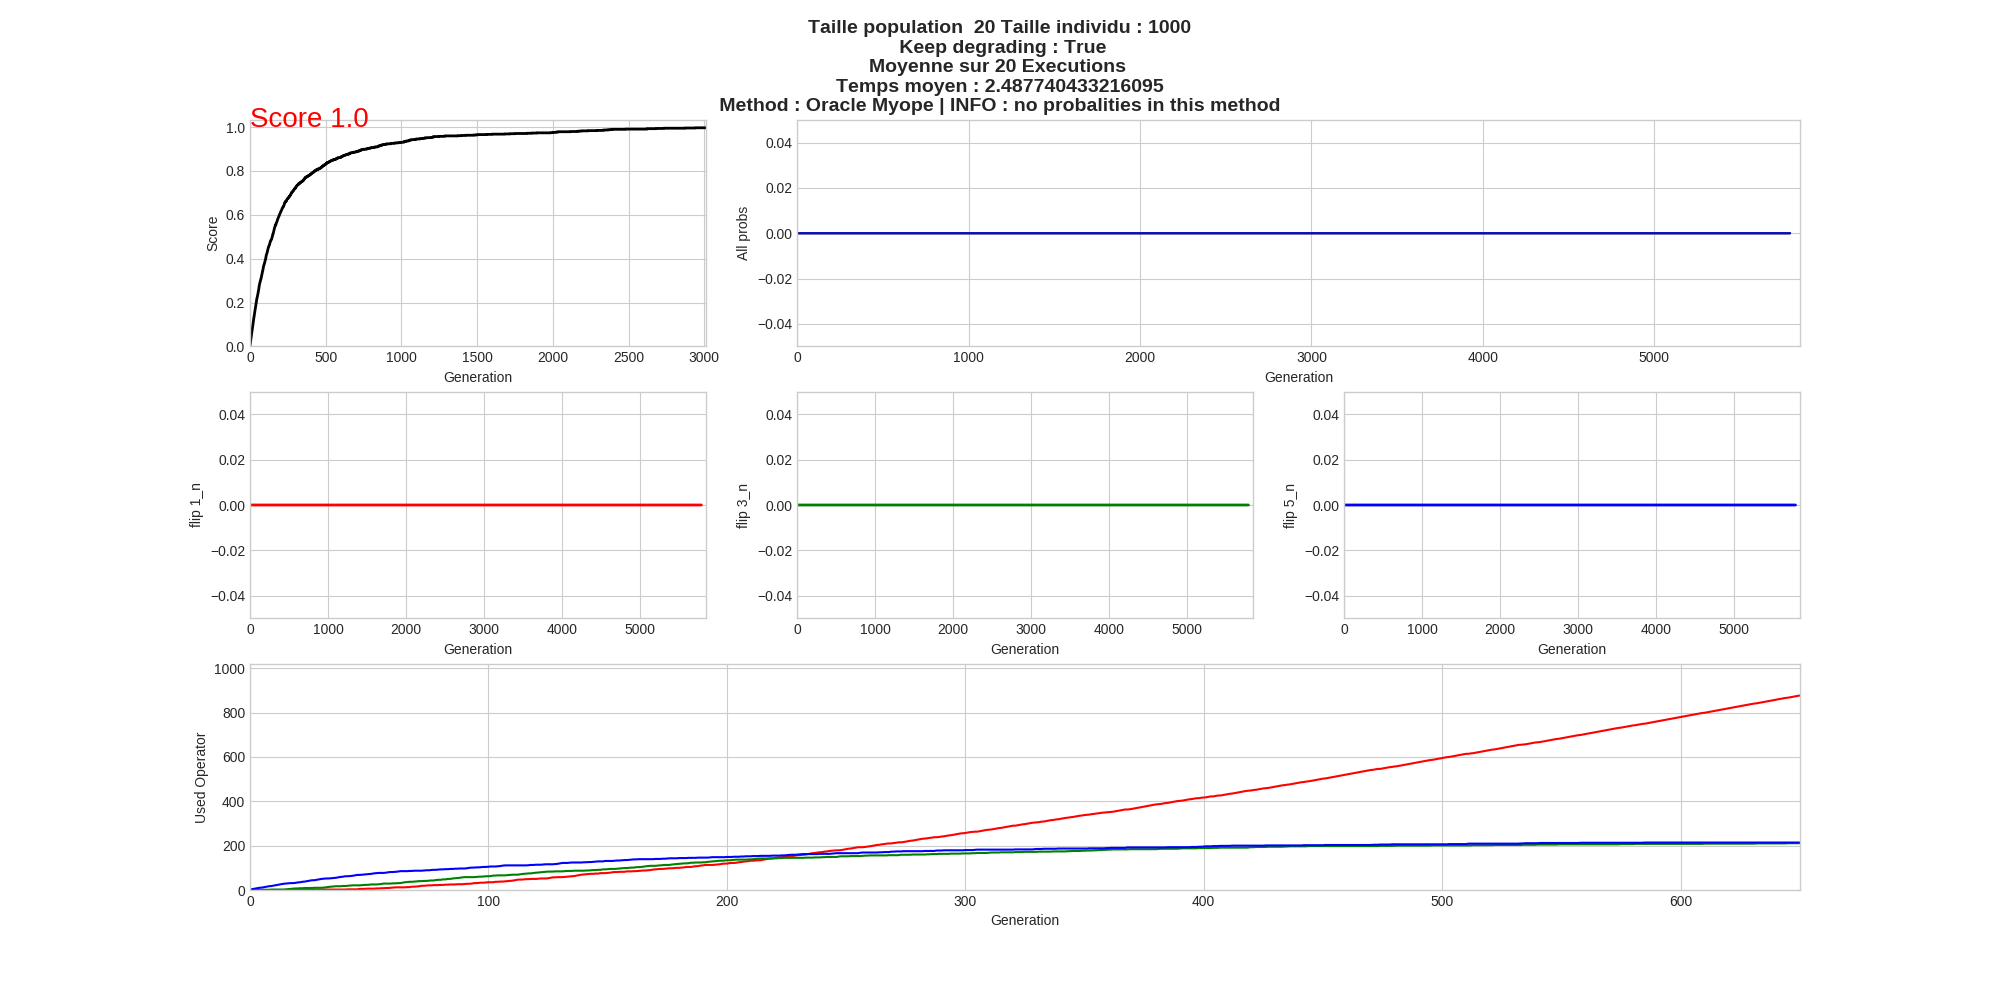 Taille population  20 Taille individu : 1000
Keep degrading : True
Moyenne sur 20 Executions
Temps moyen : 2.487740433216095
Method : Oracle Myope | INFO : no probalities in this method
Score 1.0
Score
1.0
0.8
0.6
0.4
0.2
0.0
0 500 1000 1500 2000 2500 3000
Generation
All probs
0.04
0.02
0.00
−0.02
−0.04
0 1000 2000 3000 4000 5000
Generation
flip 1_n
0.04
0.02
0.00
−0.02
−0.04
0 1000 2000 3000 4000 5000
Generation
flip 3_n
0.04
0.02
0.00
−0.02
−0.04
0 1000 2000 3000 4000 5000
Generation
flip 5_n
0.04
0.02
0.00
−0.02
−0.04
0 1000 2000 3000 4000 5000
Generation
Used Operator
1000
800
600
400
200
0
0 100 200 300 400 500 600
Generation